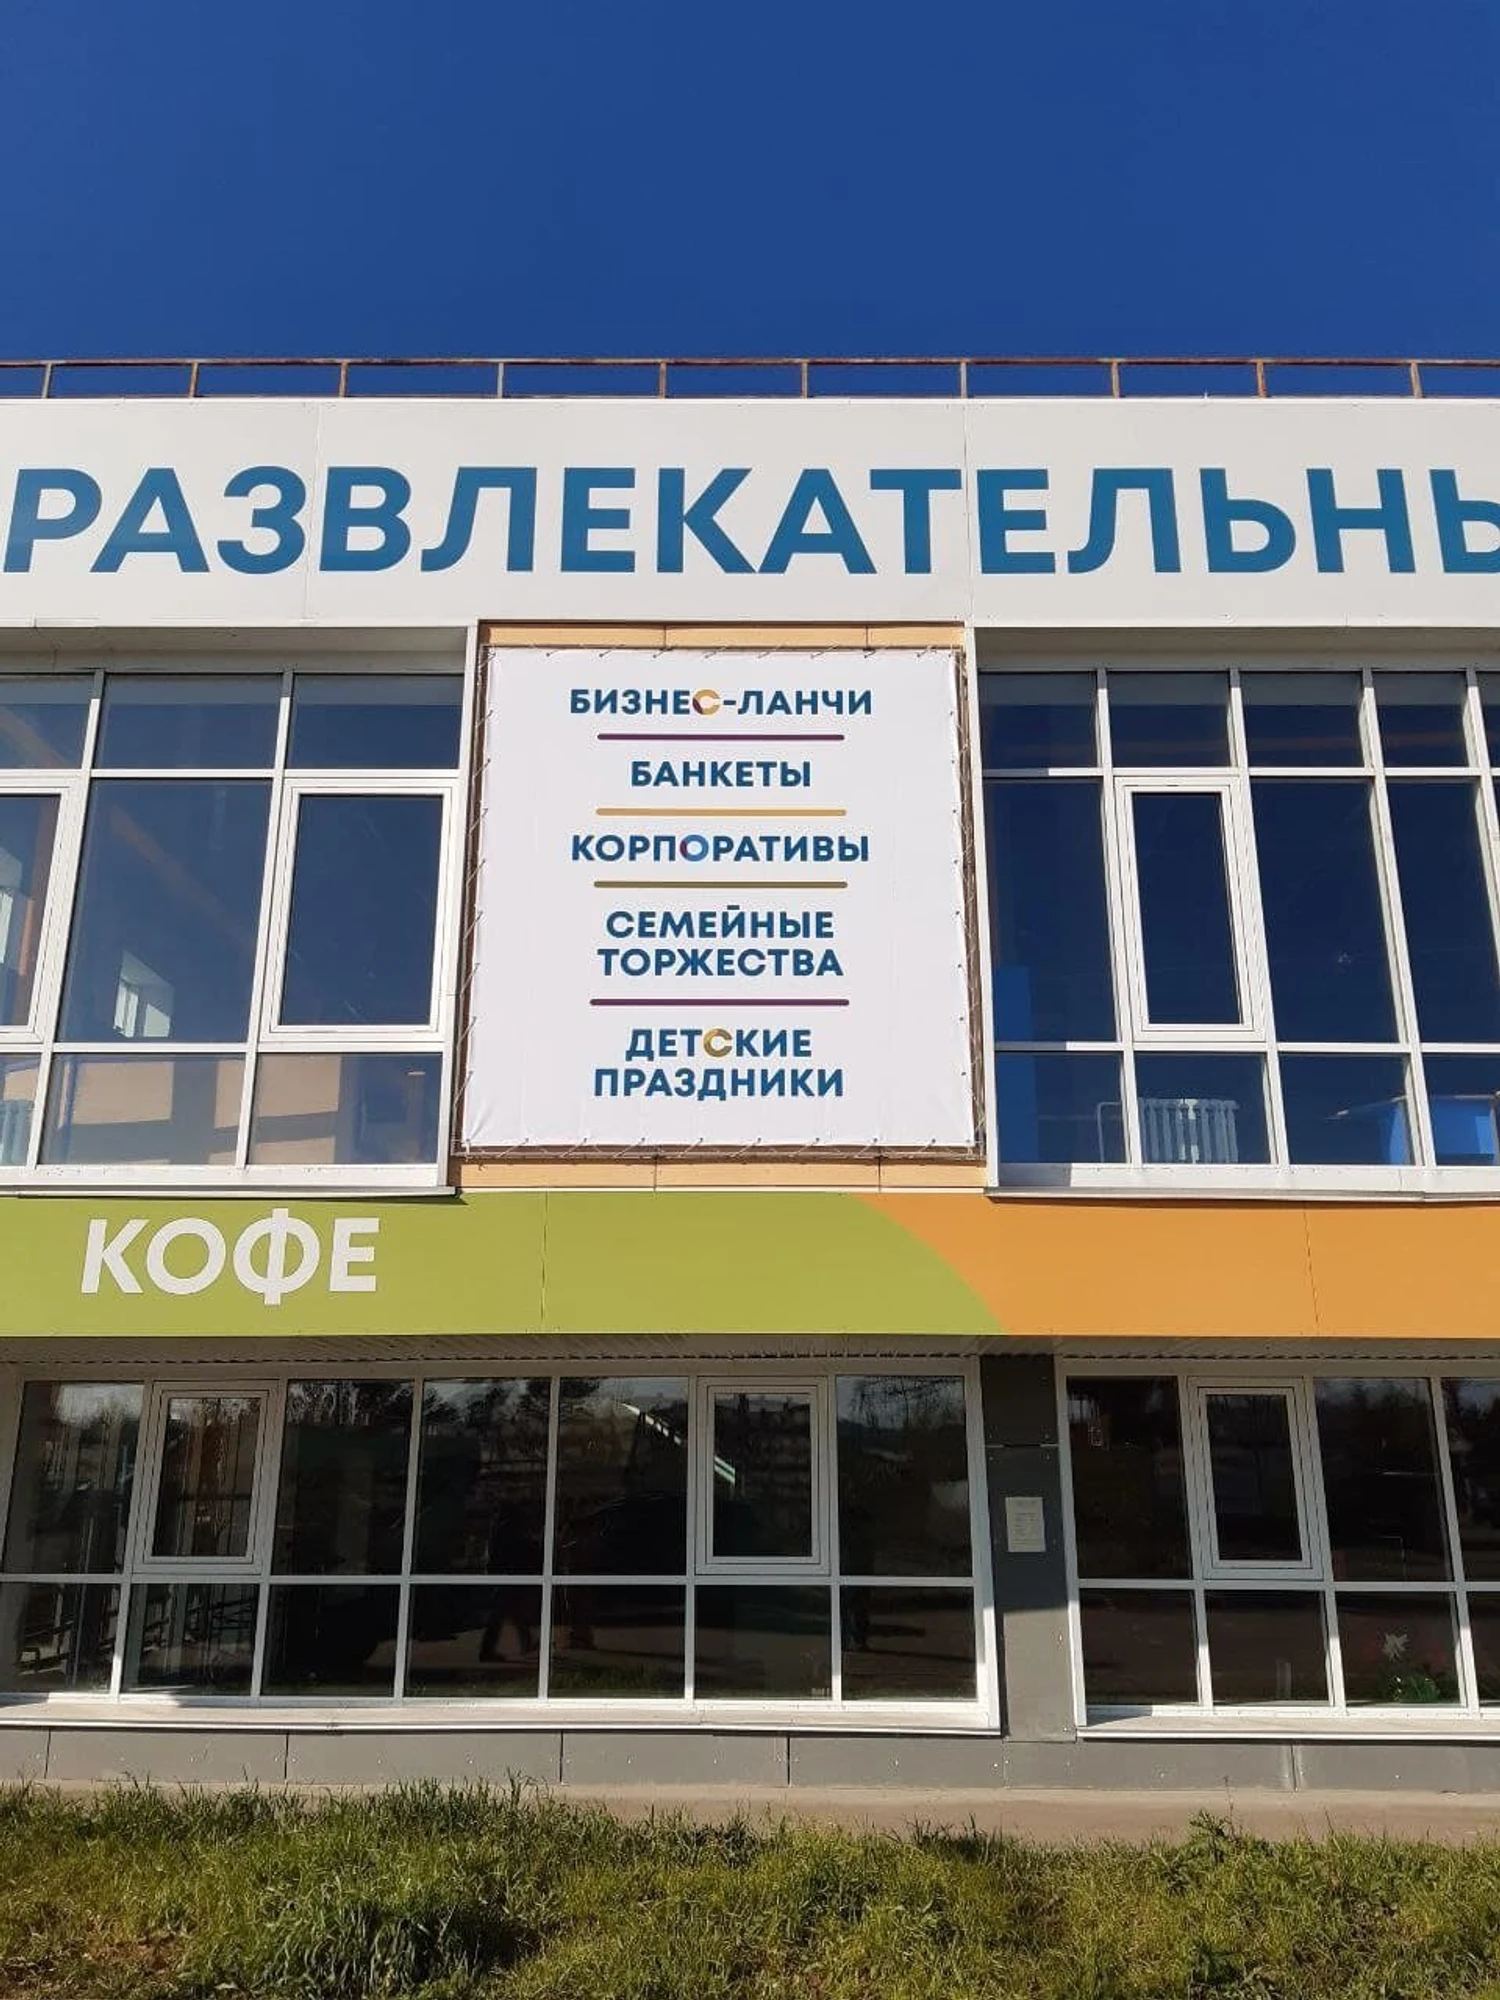 РАЗВЛЕКАТЕЛЬНЫ
БИЗНЕС-ЛАНЧИ
БАНКЕТЫ
КОРПОРАТИВЫ
СЕМЕЙНЫЕ
ТОРЖЕСТВА
ДЕТСКИЕ
ПРАЗДНИКИ
КОФЕ